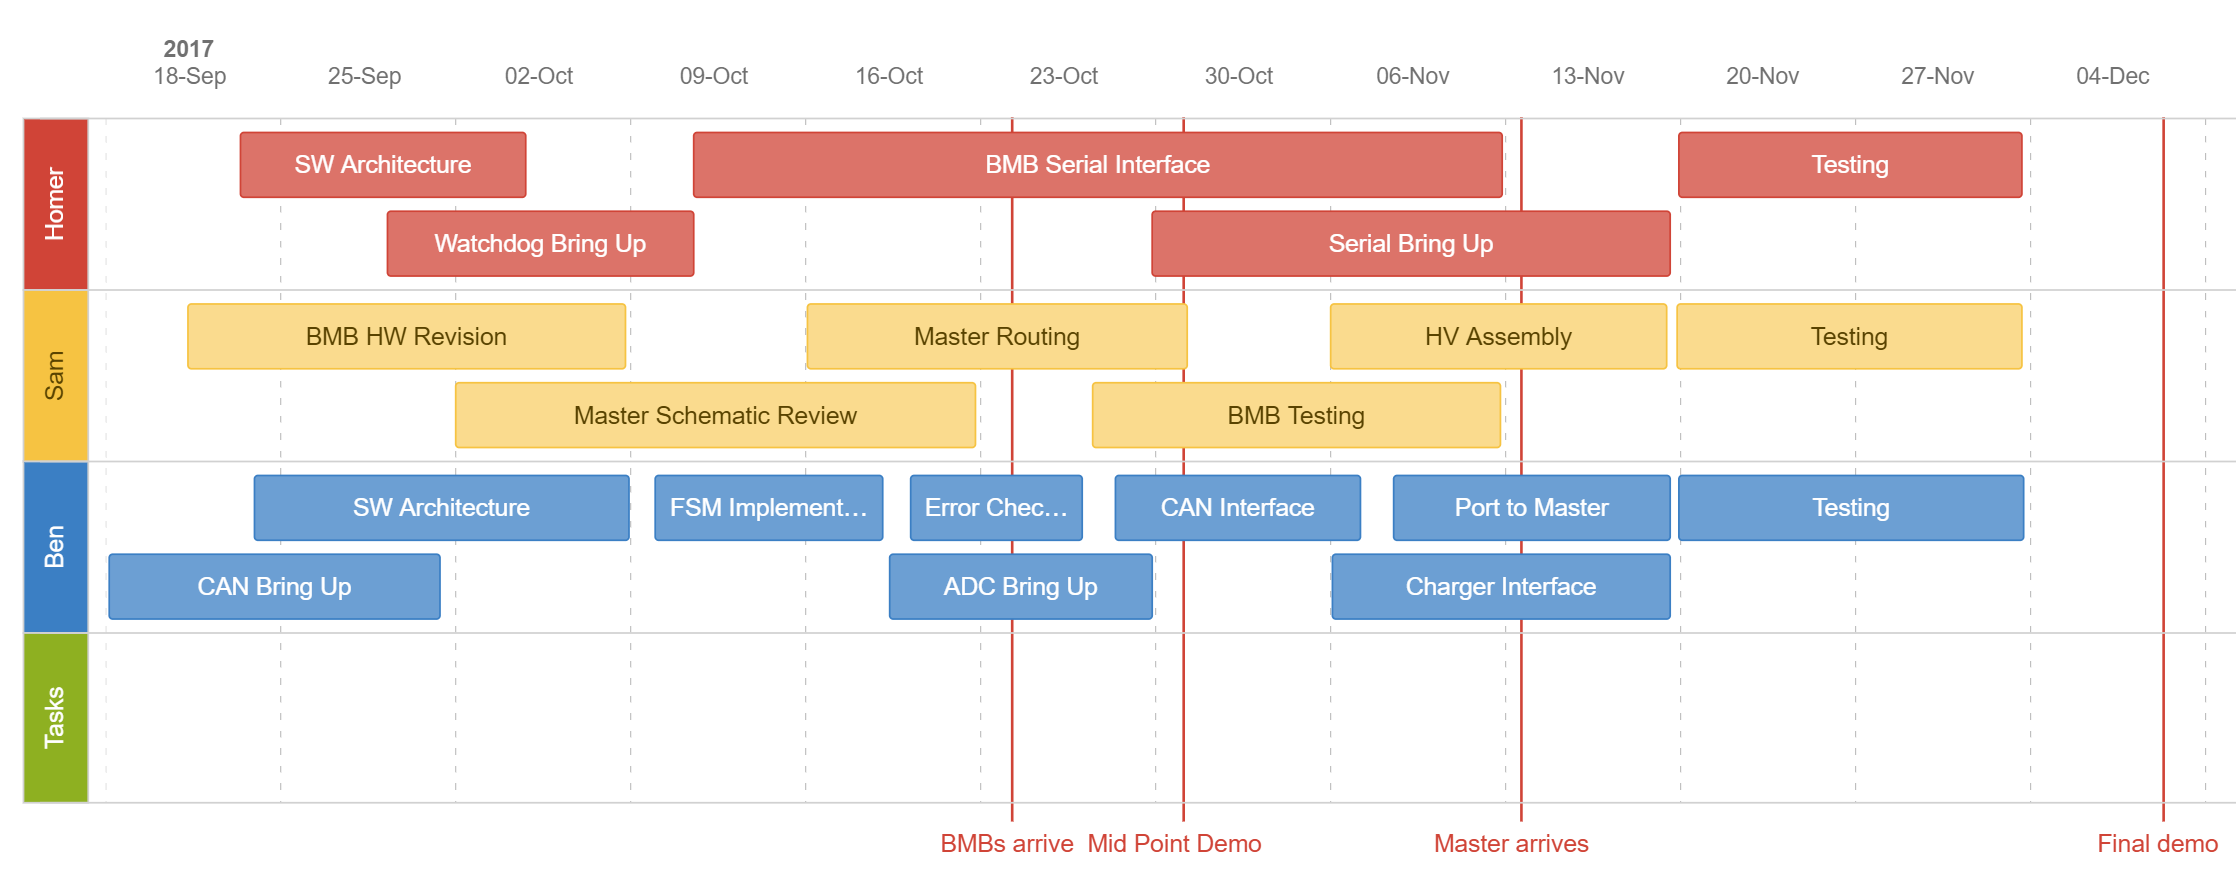 2017
18-Sep 25-Sep 02-Oct 09-Oct 16-Oct 23-Oct 30-Oct 06-Nov 13-Nov 20-Nov 27-Nov 04-Dec
Homer
SW Architecture BMB Serial Interface Testing
Watchdog Bring Up Serial Bring Up
Sam
BMB HW Revision Master Routing HV Assembly Testing
Master Schematic Review BMB Testing
Ben
SW Architecture FSM Implement... Error Chec... CAN Interface Port to Master Testing
CAN Bring Up ADC Bring Up Charger Interface
Tasks
BMBs arrive Mid Point Demo Master arrives Final demo